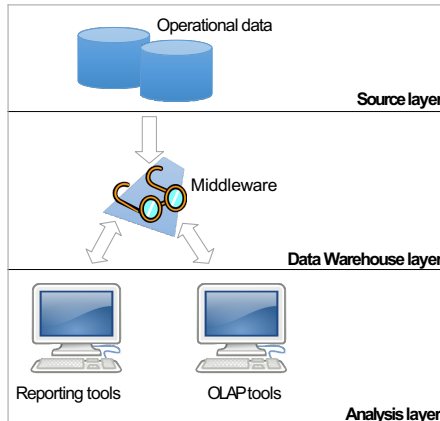 Operational data
Source layer
Middleware
Data Warehouse layer
Reporting tools
OLAP tools
Analysis layer